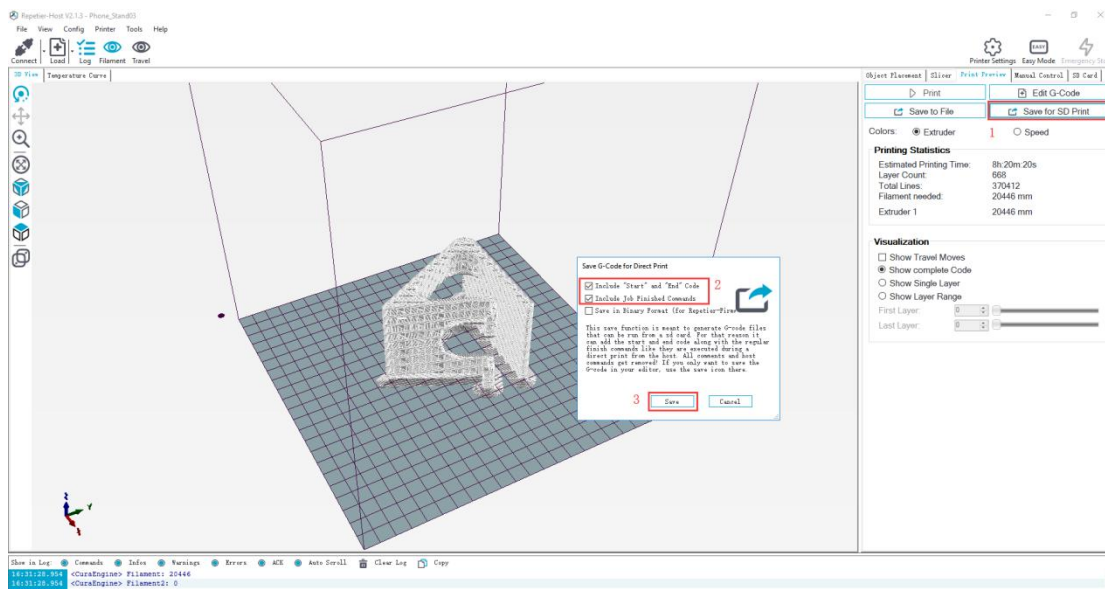 Repetier-Host V2.1.5 - Phone_Stand05
File View Config Printer Tools Help
Connect Load Log Filament Travel
Printer Settings Easy Mode
EASY
3D View Temperature Curve
Object Placement Slicer Print Preview Manual Control SD Card
Print Edit G-Code
Save to File Save for SD Print
Colors: Extruder 1 Speed
Printing Statistics
Estimated Printing Time: 8h:20m:20s
Layer Count: 668
Total Lines: 370412
Filament needed: 20446 mm
Extruder 1 20446 mm
Visualization
Show Travel Moves
Show complete Code
Show Single Layer
Show Layer Range
First Layer: 0
Last Layer: 0
Save G-Code for Direct Print
Include "Start" and "End" Code 2
Include Job Finished Commands
Save in Binary Format (for Repetier-Firm
This save function is meant to generate G-code files
that can be run from a sd card. For that reason it
can add the start and end code along with the regular
finish commands like they are executed during a
direct print from the host. All comments and host
commands get removed! If you only want to save the
G-code in your editor, use the save icon there.
3 Save Cancel
Show in Log: Commands Infos Warnings Errors ACK Auto Scroll Clear Log Copy
16:31:28.954 <CuraEngine> Filament: 20446
16:31:28.954 <CuraEngine> Filament2: 0